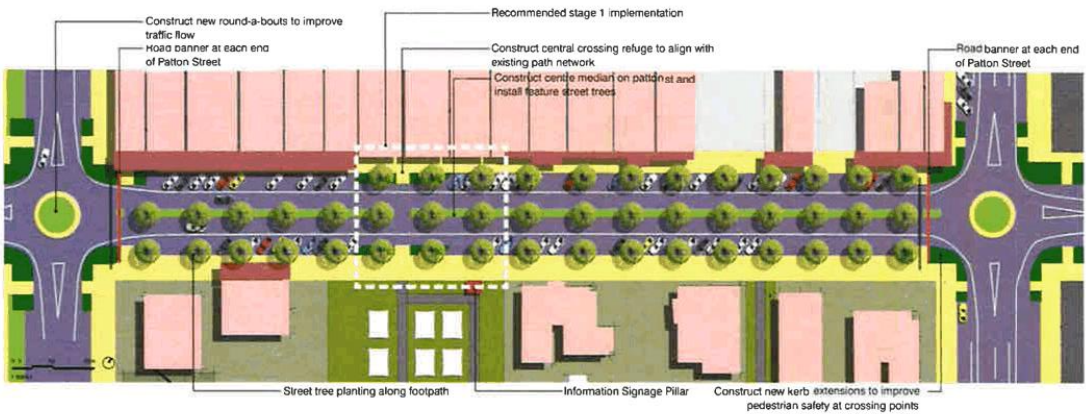 Recommended stage 1 implementation
Construct new round-a-bouts to improve
traffic flow
Road banner at each end
of Patton Street
Construct central crossing refuge to align with
existing path network
Construct centre median on patton st and
install feature street trees
Road banner at each end
of Patton Street
Street tree planting along footpath
Information Signage Pillar
Construct new kerb extensions to improve
pedestrian safety at crossing points